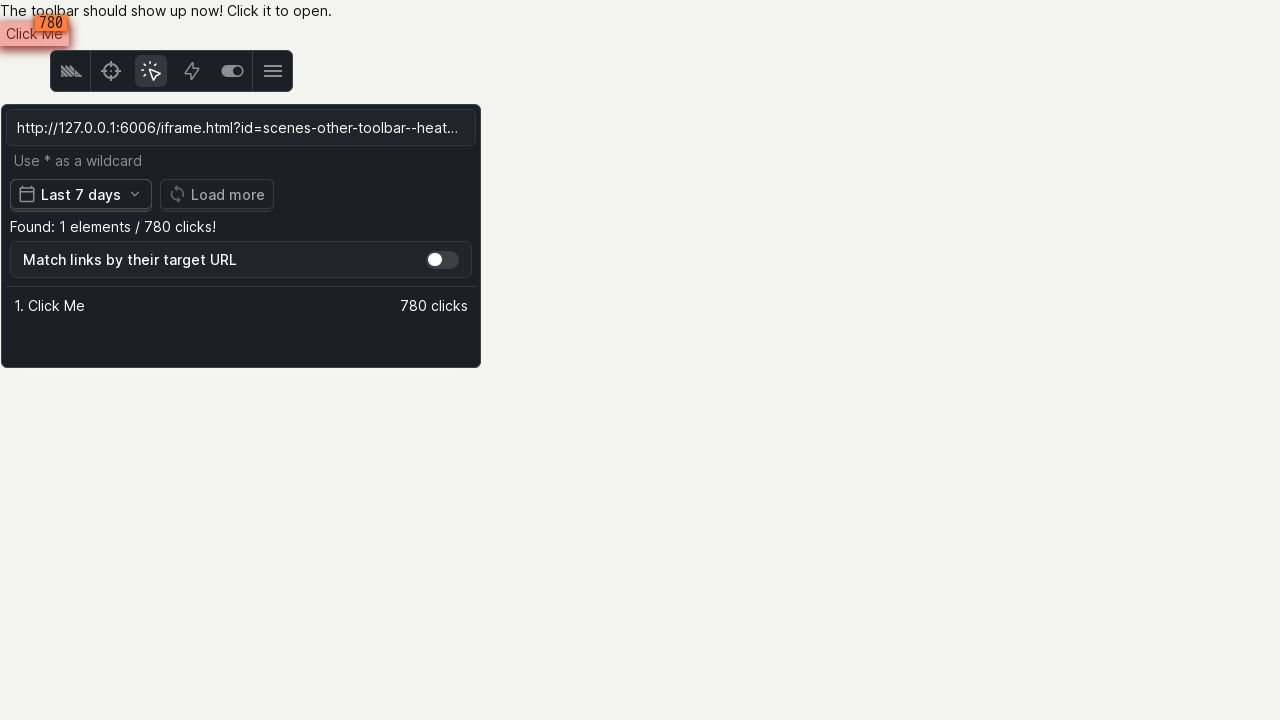 The toolbar should show up now! Click it to open.
780
Click Me
http://127.0.0.1:6006/iframe.html?id=scenes-other-toolbar--heat...
Use * as a wildcard
Last 7 days
Load more
Found: 1 elements / 780 clicks!
Match links by their target URL
1. Click Me 780 clicks